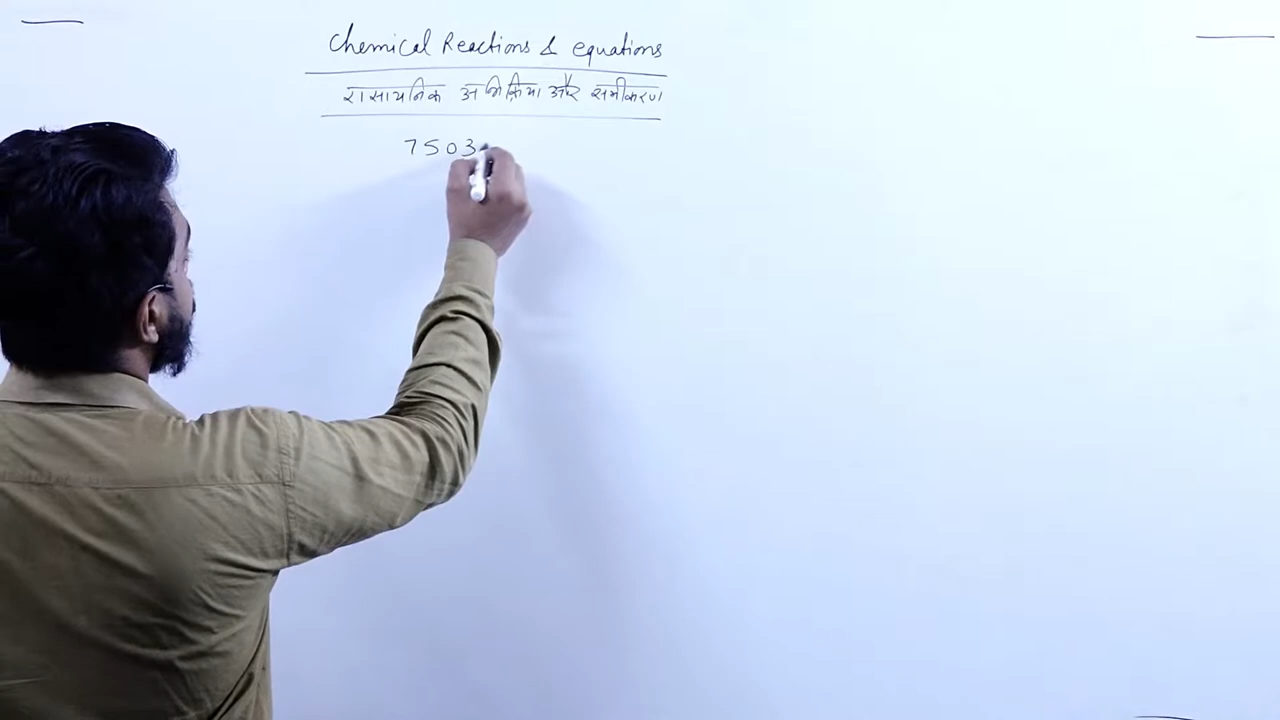 Chemical Reactions & equations
रासायनिक अभिक्रिया और समीकरण
7503